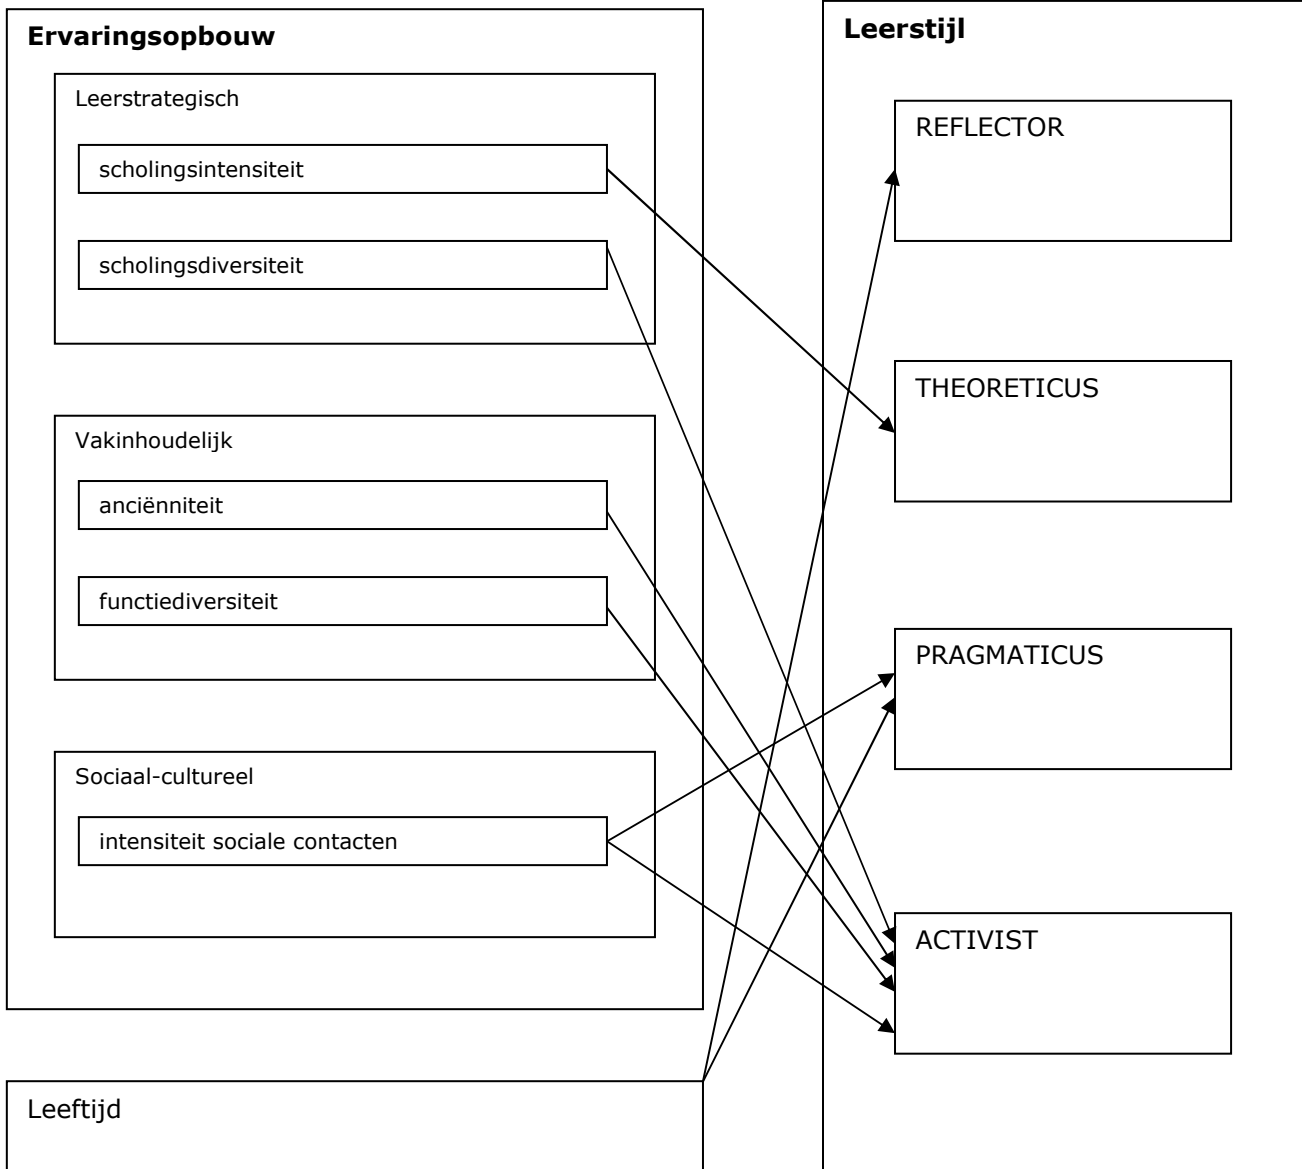 Ervaringsopbouw
Leerstrategisch
scholingsintensiteit
scholingsdiversiteit
Vakinhoudelijk
anciënniteit
functiediversiteit
Sociaal-cultureel
intensiteit sociale contacten
Leeftijd
Leerstijl
REFLECTOR
THEORETICUS
PRAGMATICUS
ACTIVIST